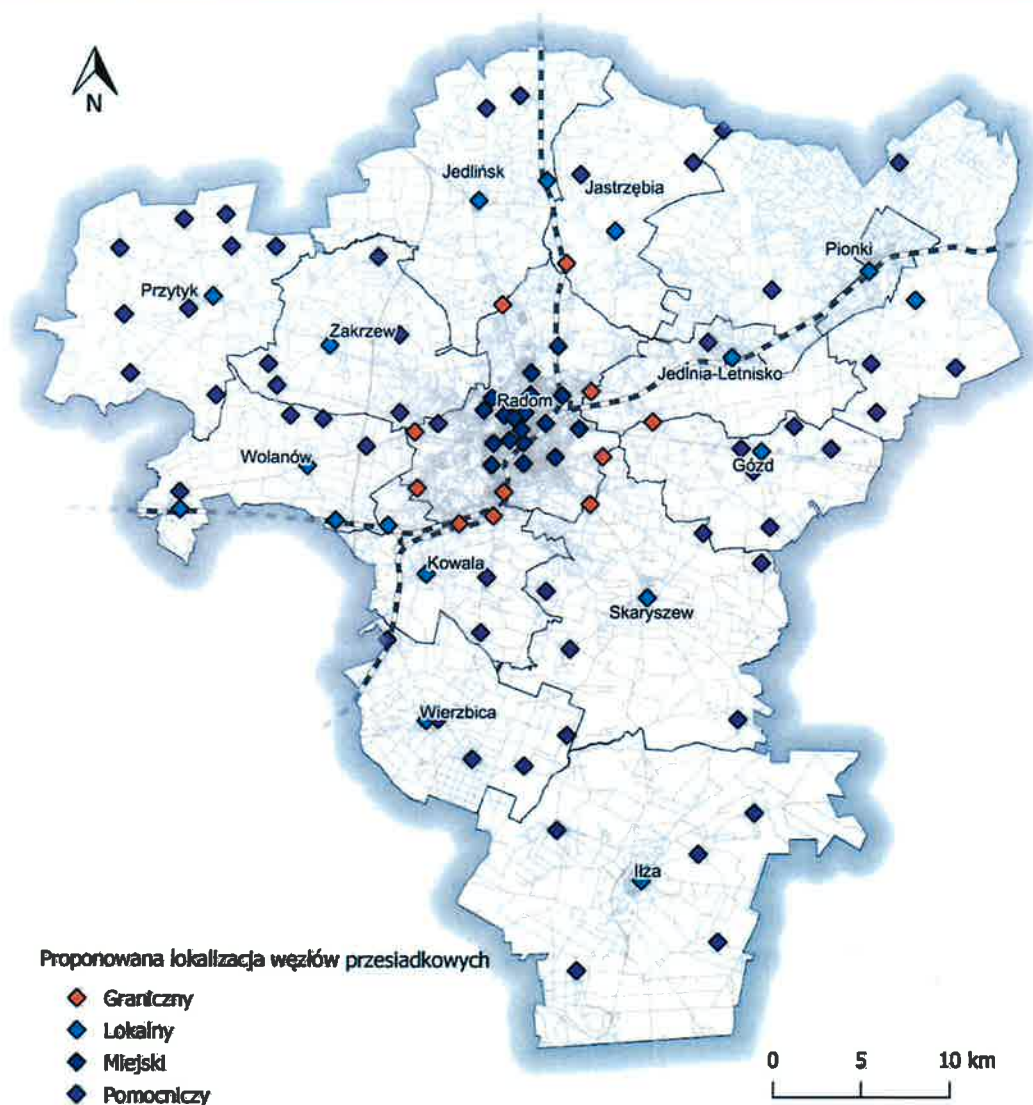 N
Jedlińsk
Jastrzębia
Pionki
Przytyk
Zakrzew
Jedlnia-Letnisko
Radom
Wolanów
Gózd
Kowala
Skaryszew
Wierzbica
Iłża
Proponowana lokalizacja węzłów przesiadkowych
Graniczny
Lokalny
Miejski
Pomocniczy
0 5 10 km